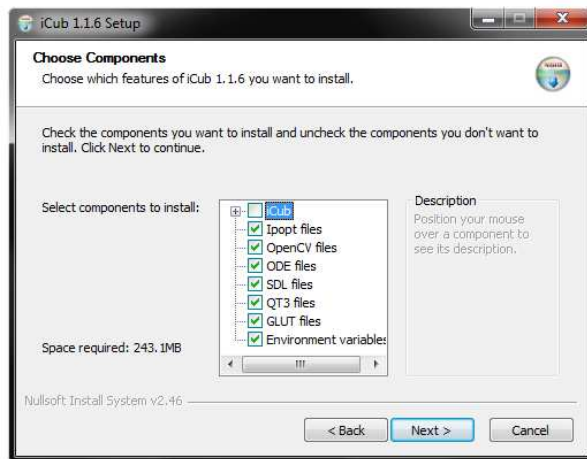 iCub 1.1.6 Setup
Choose Components
Choose which features of iCub 1.1.6 you want to install.
Check the components you want to install and uncheck the components you don't want to
install. Click Next to continue.
Select components to install:
iCub
Ipopt files
OpenCV files
ODE files
SDL files
QT3 files
GLUT files
Environment variables
Description
Position your mouse
over a component to
see its description.
Space required: 243.1MB
Nullsoft Install System v2.46
< Back
Next >
Cancel